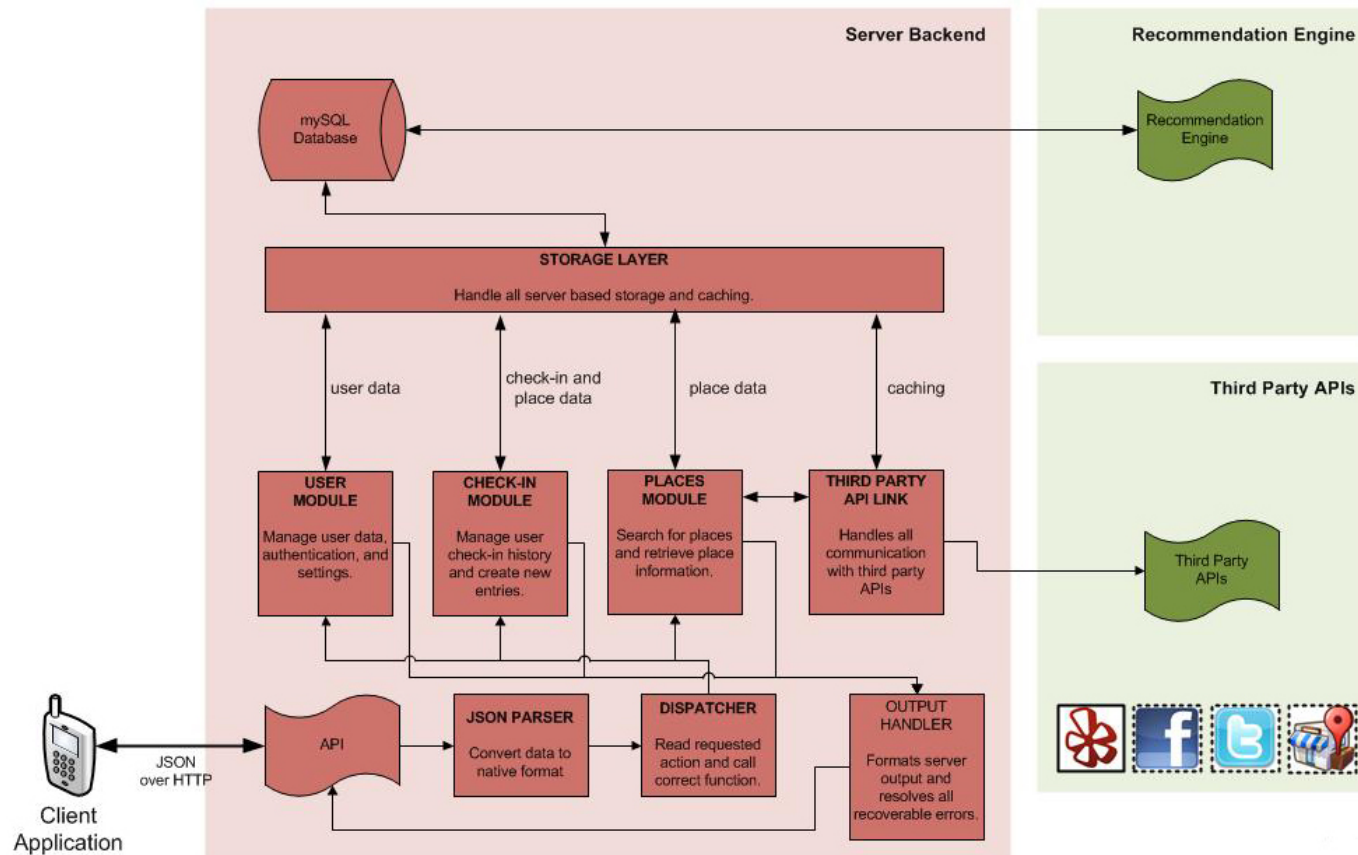 Server Backend
Recommendation Engine
mySQL
Database
Recommendation
Engine
STORAGE LAYER
Handle all server based storage and caching.
user data
check-in and
place data
place data
caching
Third Party APIs
USER
MODULE
Manage user data,
authentication, and
settings.
CHECK-IN
MODULE
Manage user
check-in history
and create new
entries.
PLACES
MODULE
Search for places
and retrieve place
information.
THIRD PARTY
API LINK
Handles all
communication
with third party
APIs
Third Party
APIs
JSON
over HTTP
Client
Application
API
JSON PARSER
Convert data to
native format
DISPATCHER
Read requested
action and call
correct function.
OUTPUT
HANDLER
Formats server
output and
resolves all
recoverable errors.
f
t